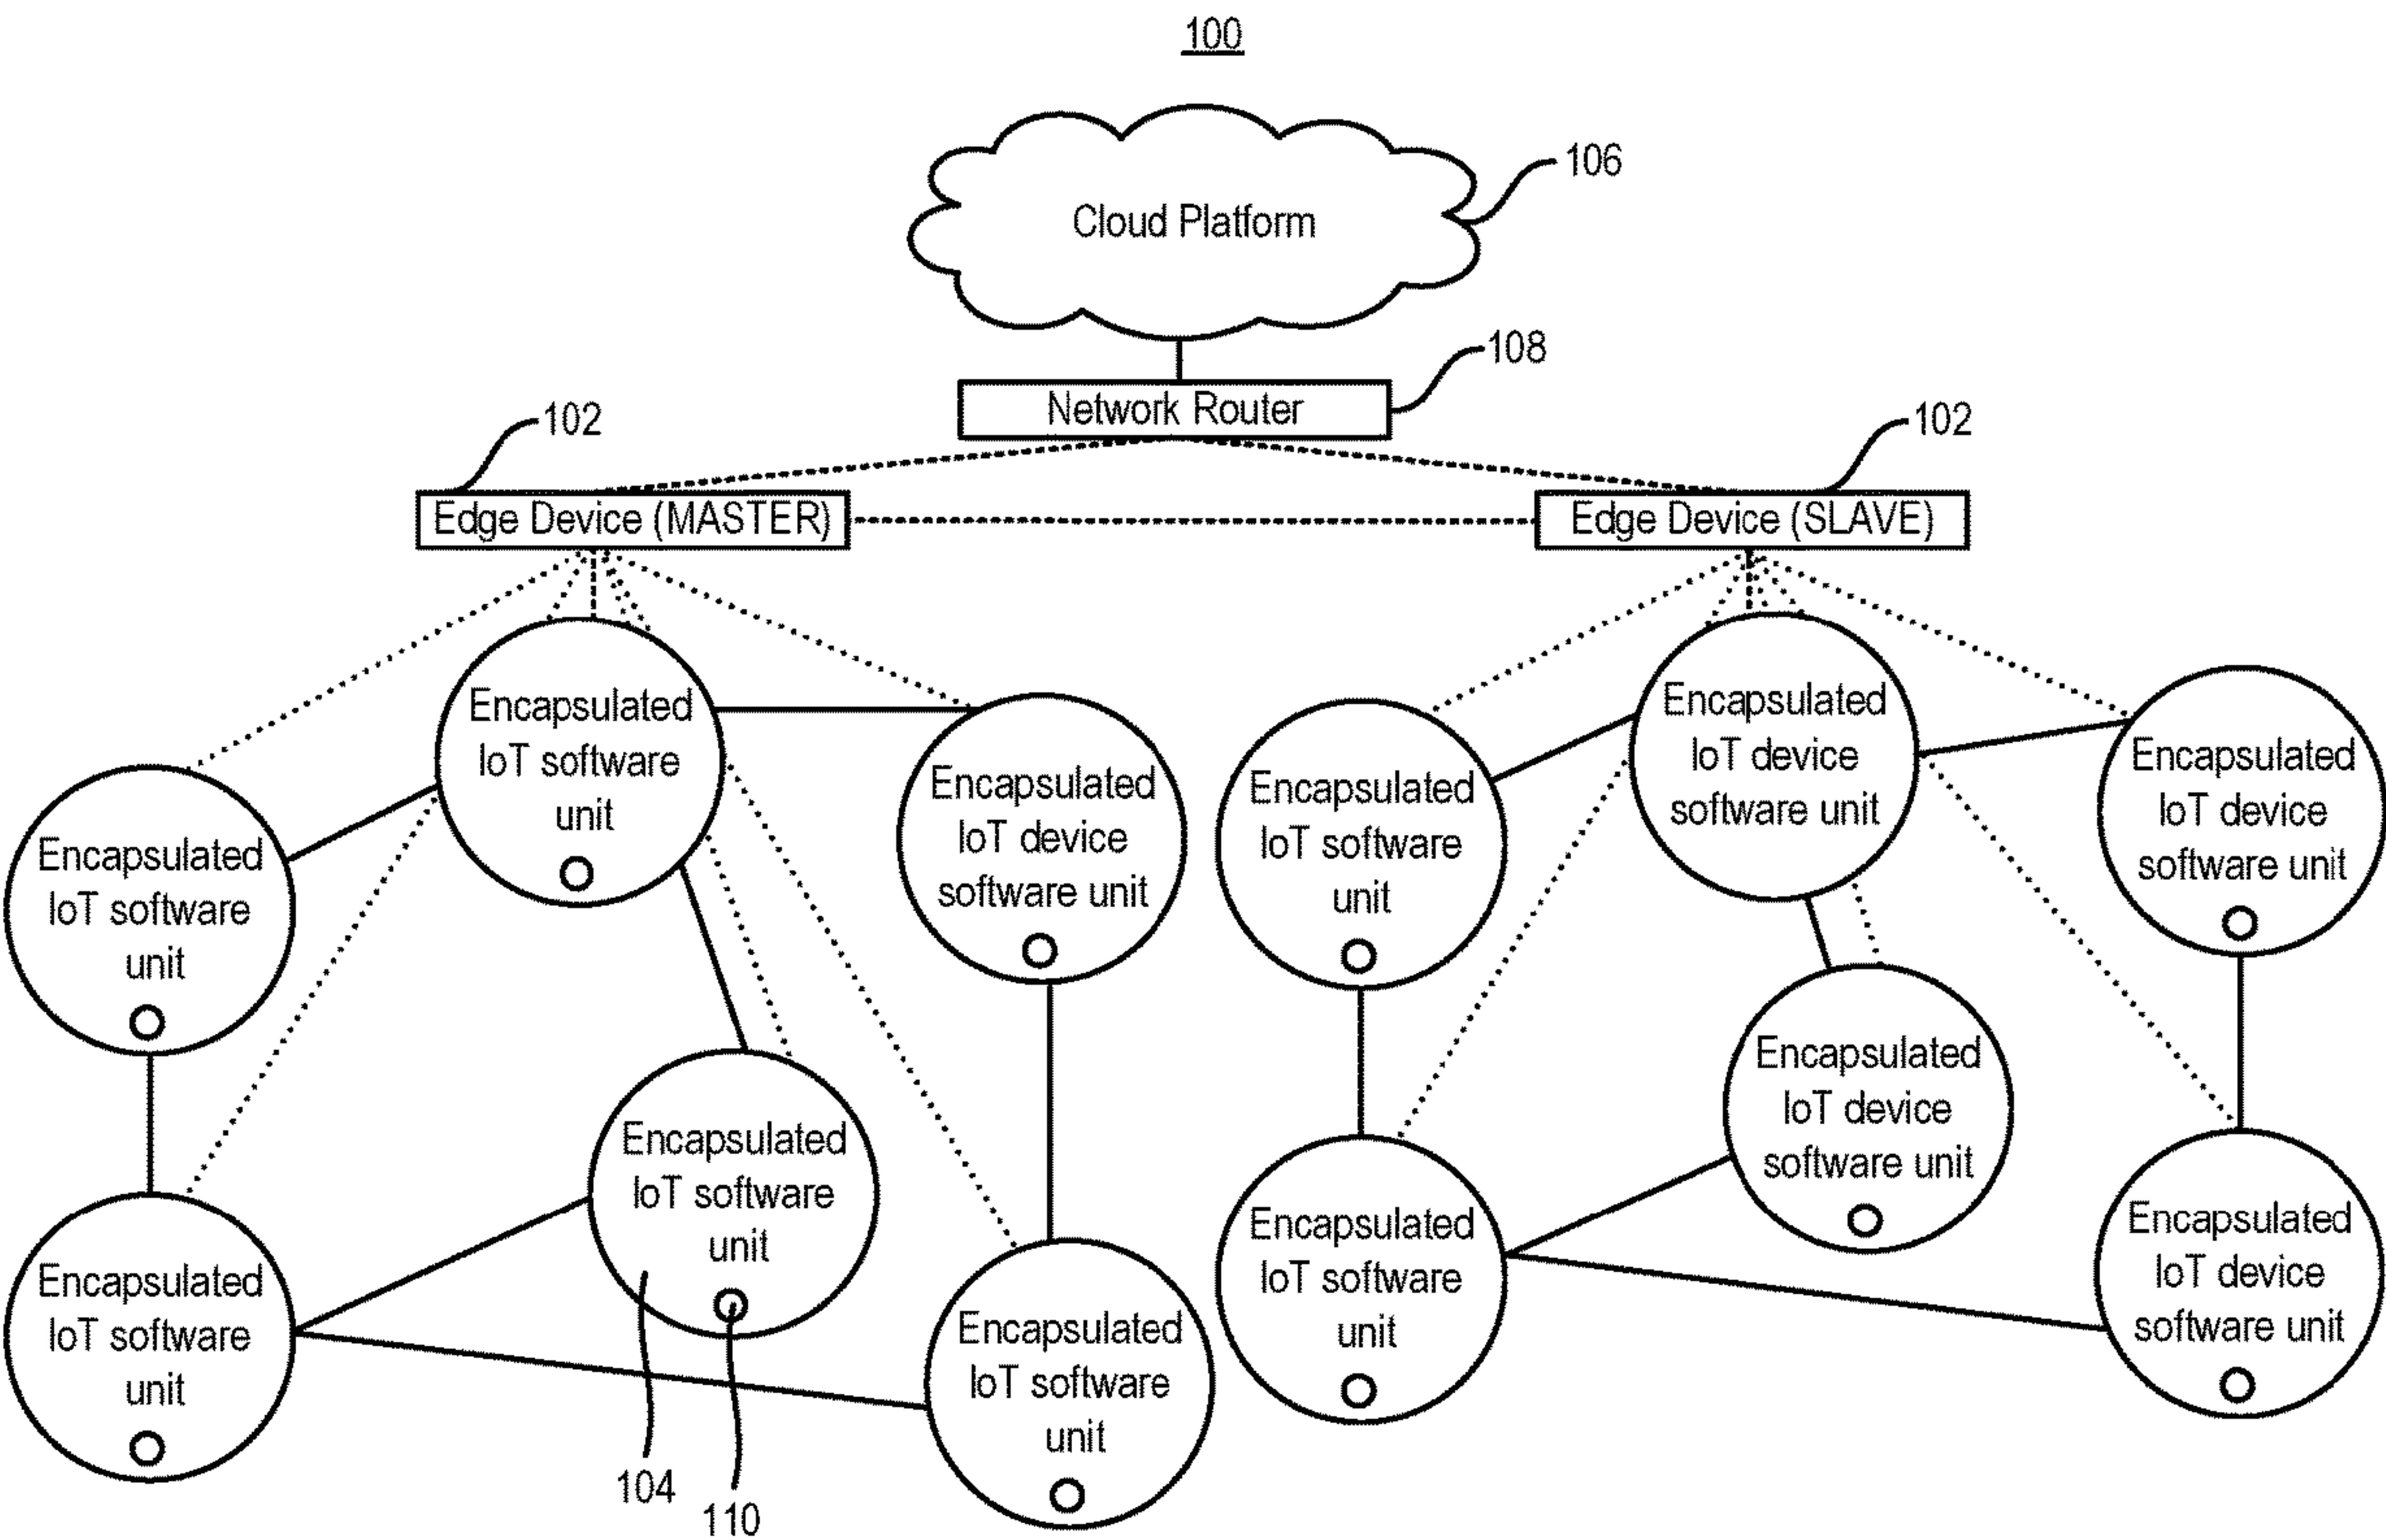 100
106
Cloud Platform
108
Network Router
102
102
Edge Device (MASTER)
Edge Device (SLAVE)
Encapsulated
IoT software
unit
Encapsulated
IoT software
unit
Encapsulated
IoT device
software unit
Encapsulated
IoT software
unit
Encapsulated
IoT device
software unit
Encapsulated
IoT device
software unit
Encapsulated
IoT software
unit
Encapsulated
IoT software
unit
Encapsulated
IoT software
unit
Encapsulated
IoT software
unit
Encapsulated
IoT device
software unit
Encapsulated
IoT device
software unit
104
110